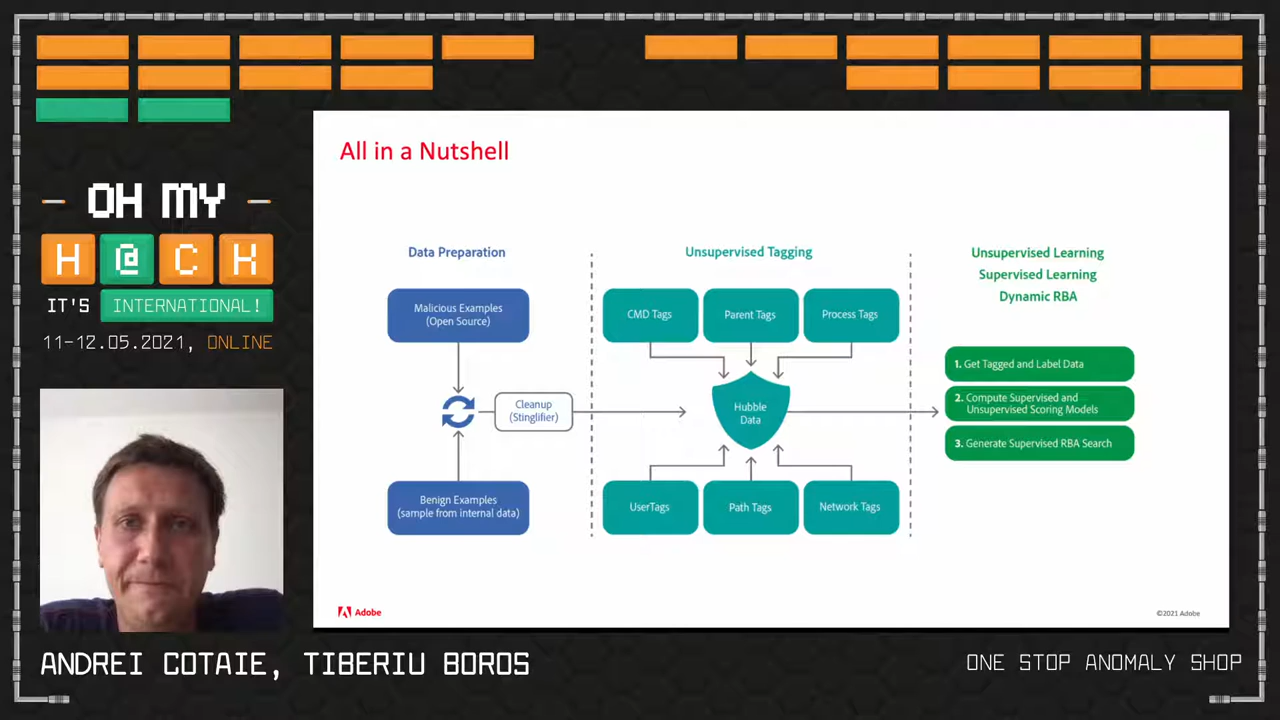 All in a Nutshell
OH MY
H@CK
IT'S INTERNATIONAL!
11-12.05.2021, ONLINE
Data Preparation
Malicious Examples
(Open Source)
Cleanup
(Stinglifier)
Benign Examples
(sample from internal data)
Unsupervised Tagging
CMD Tags
Parent Tags
Process Tags
Hubble
Data
UserTags
Path Tags
Network Tags
Unsupervised Learning
Supervised Learning
Dynamic RBA
1. Get Tagged and Label Data
2. Compute Supervised and
Unsupervised Scoring Models
3. Generate Supervised RBA Search
Adobe
©2021 Adobe
ANDREI COTAIE, TIBERIU BOROS
ONE STOP ANOMALY SHOP